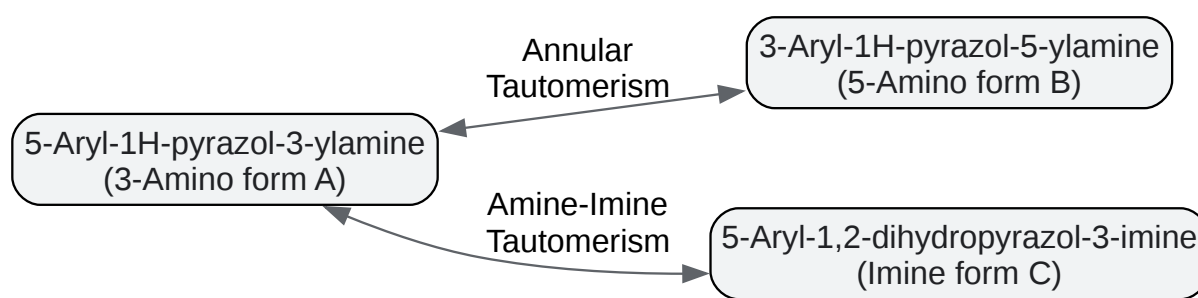 Annular
Tautomerism
3-Aryl-1H-pyrazol-5-ylamine
(5-Amino form B)
5-Aryl-1H-pyrazol-3-ylamine
(3-Amino form A)
Amine-Imine
Tautomerism
5-Aryl-1,2-dihydropyrazol-3-imine
(Imine form C)